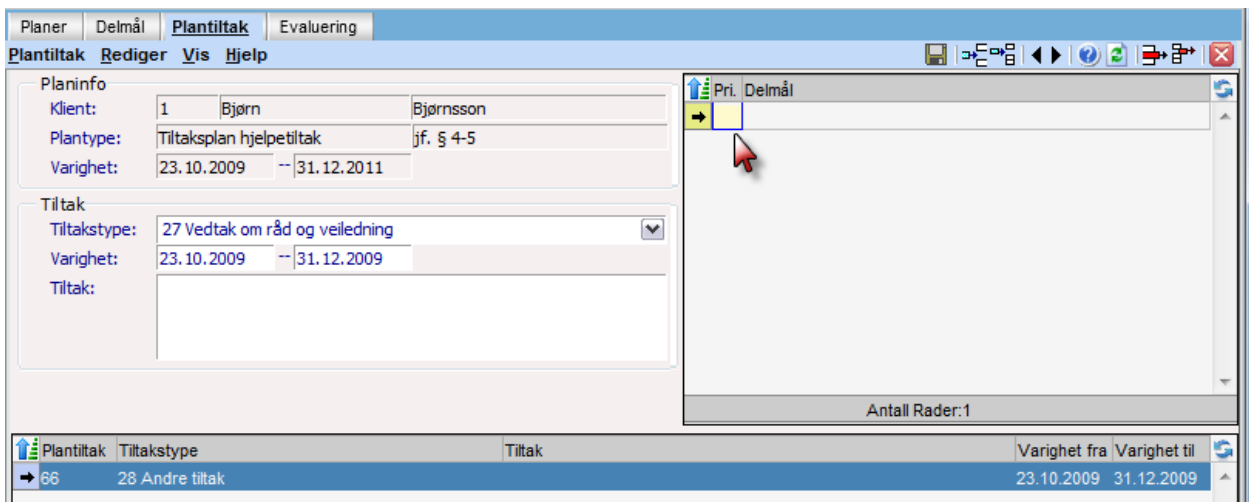 Planer Delmål Plantiltak Evaluering
Plantiltak Rediger Vis Hjelp
Planinfo
Klient: 1 Bjørn Bjørnsson
Plantype: Tiltaksplan hjelpetiltak jf. § 4-5
Varighet: 23.10.2009 -- 31.12.2011
Tiltak
Tiltakstype: 27 Vedtak om råd og veiledning
Varighet: 23.10.2009 -- 31.12.2009
Tiltak:
Pri. Delmål
Antall Rader:1
Plantiltak Tiltakstype Tiltak Varighet fra Varighet til
66 28 Andre tiltak 23.10.2009 31.12.2009